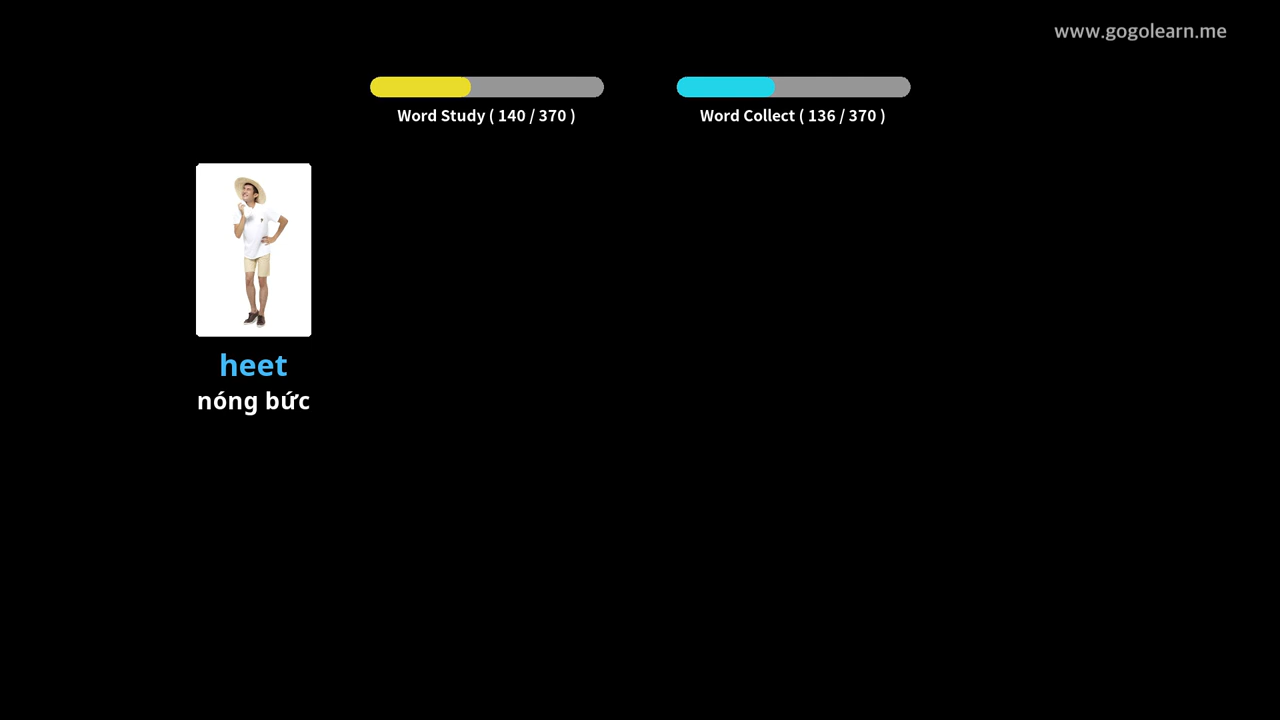 www.gogolearn.me
Word Study ( 140 / 370 )
Word Collect ( 136 / 370 )
heet
nóng bức